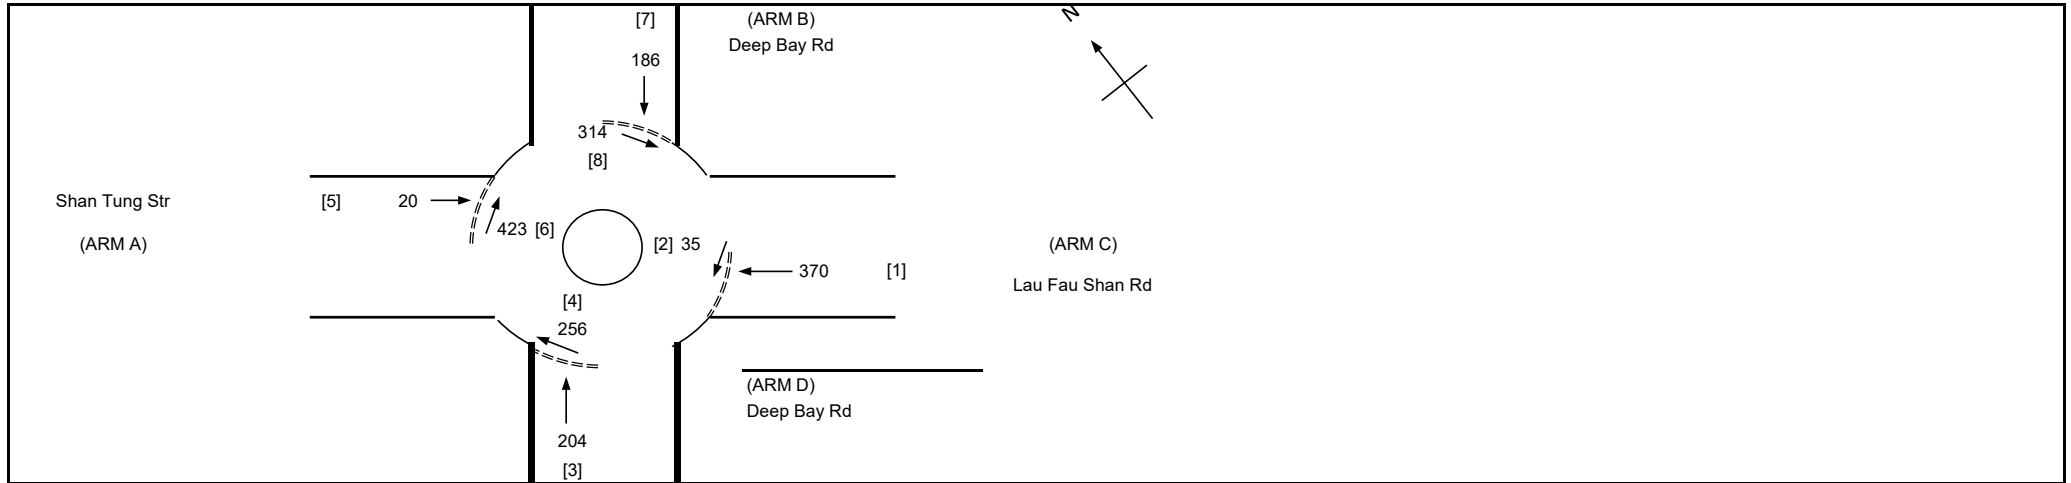 [7]
(ARM B)
Deep Bay Rd
N
186
314
[8]
Shan Tung Str
[5]
20
(ARM A)
423 [6]
[2] 35
(ARM C)
370
[1]
Lau Fau Shan Rd
[4]
256
(ARM D)
Deep Bay Rd
204
[3]